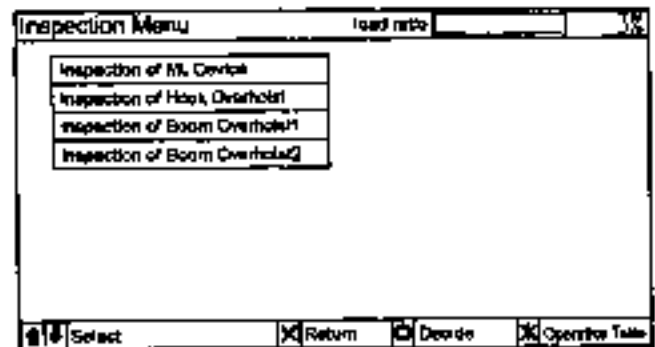 Inspection Menu load ratio %
Inspection of ML Device
Inspection of Hook Overhoist
Inspection of Boom Overhoist1
Inspection of Boom Overhoist2
Select Return Decide Operation Table